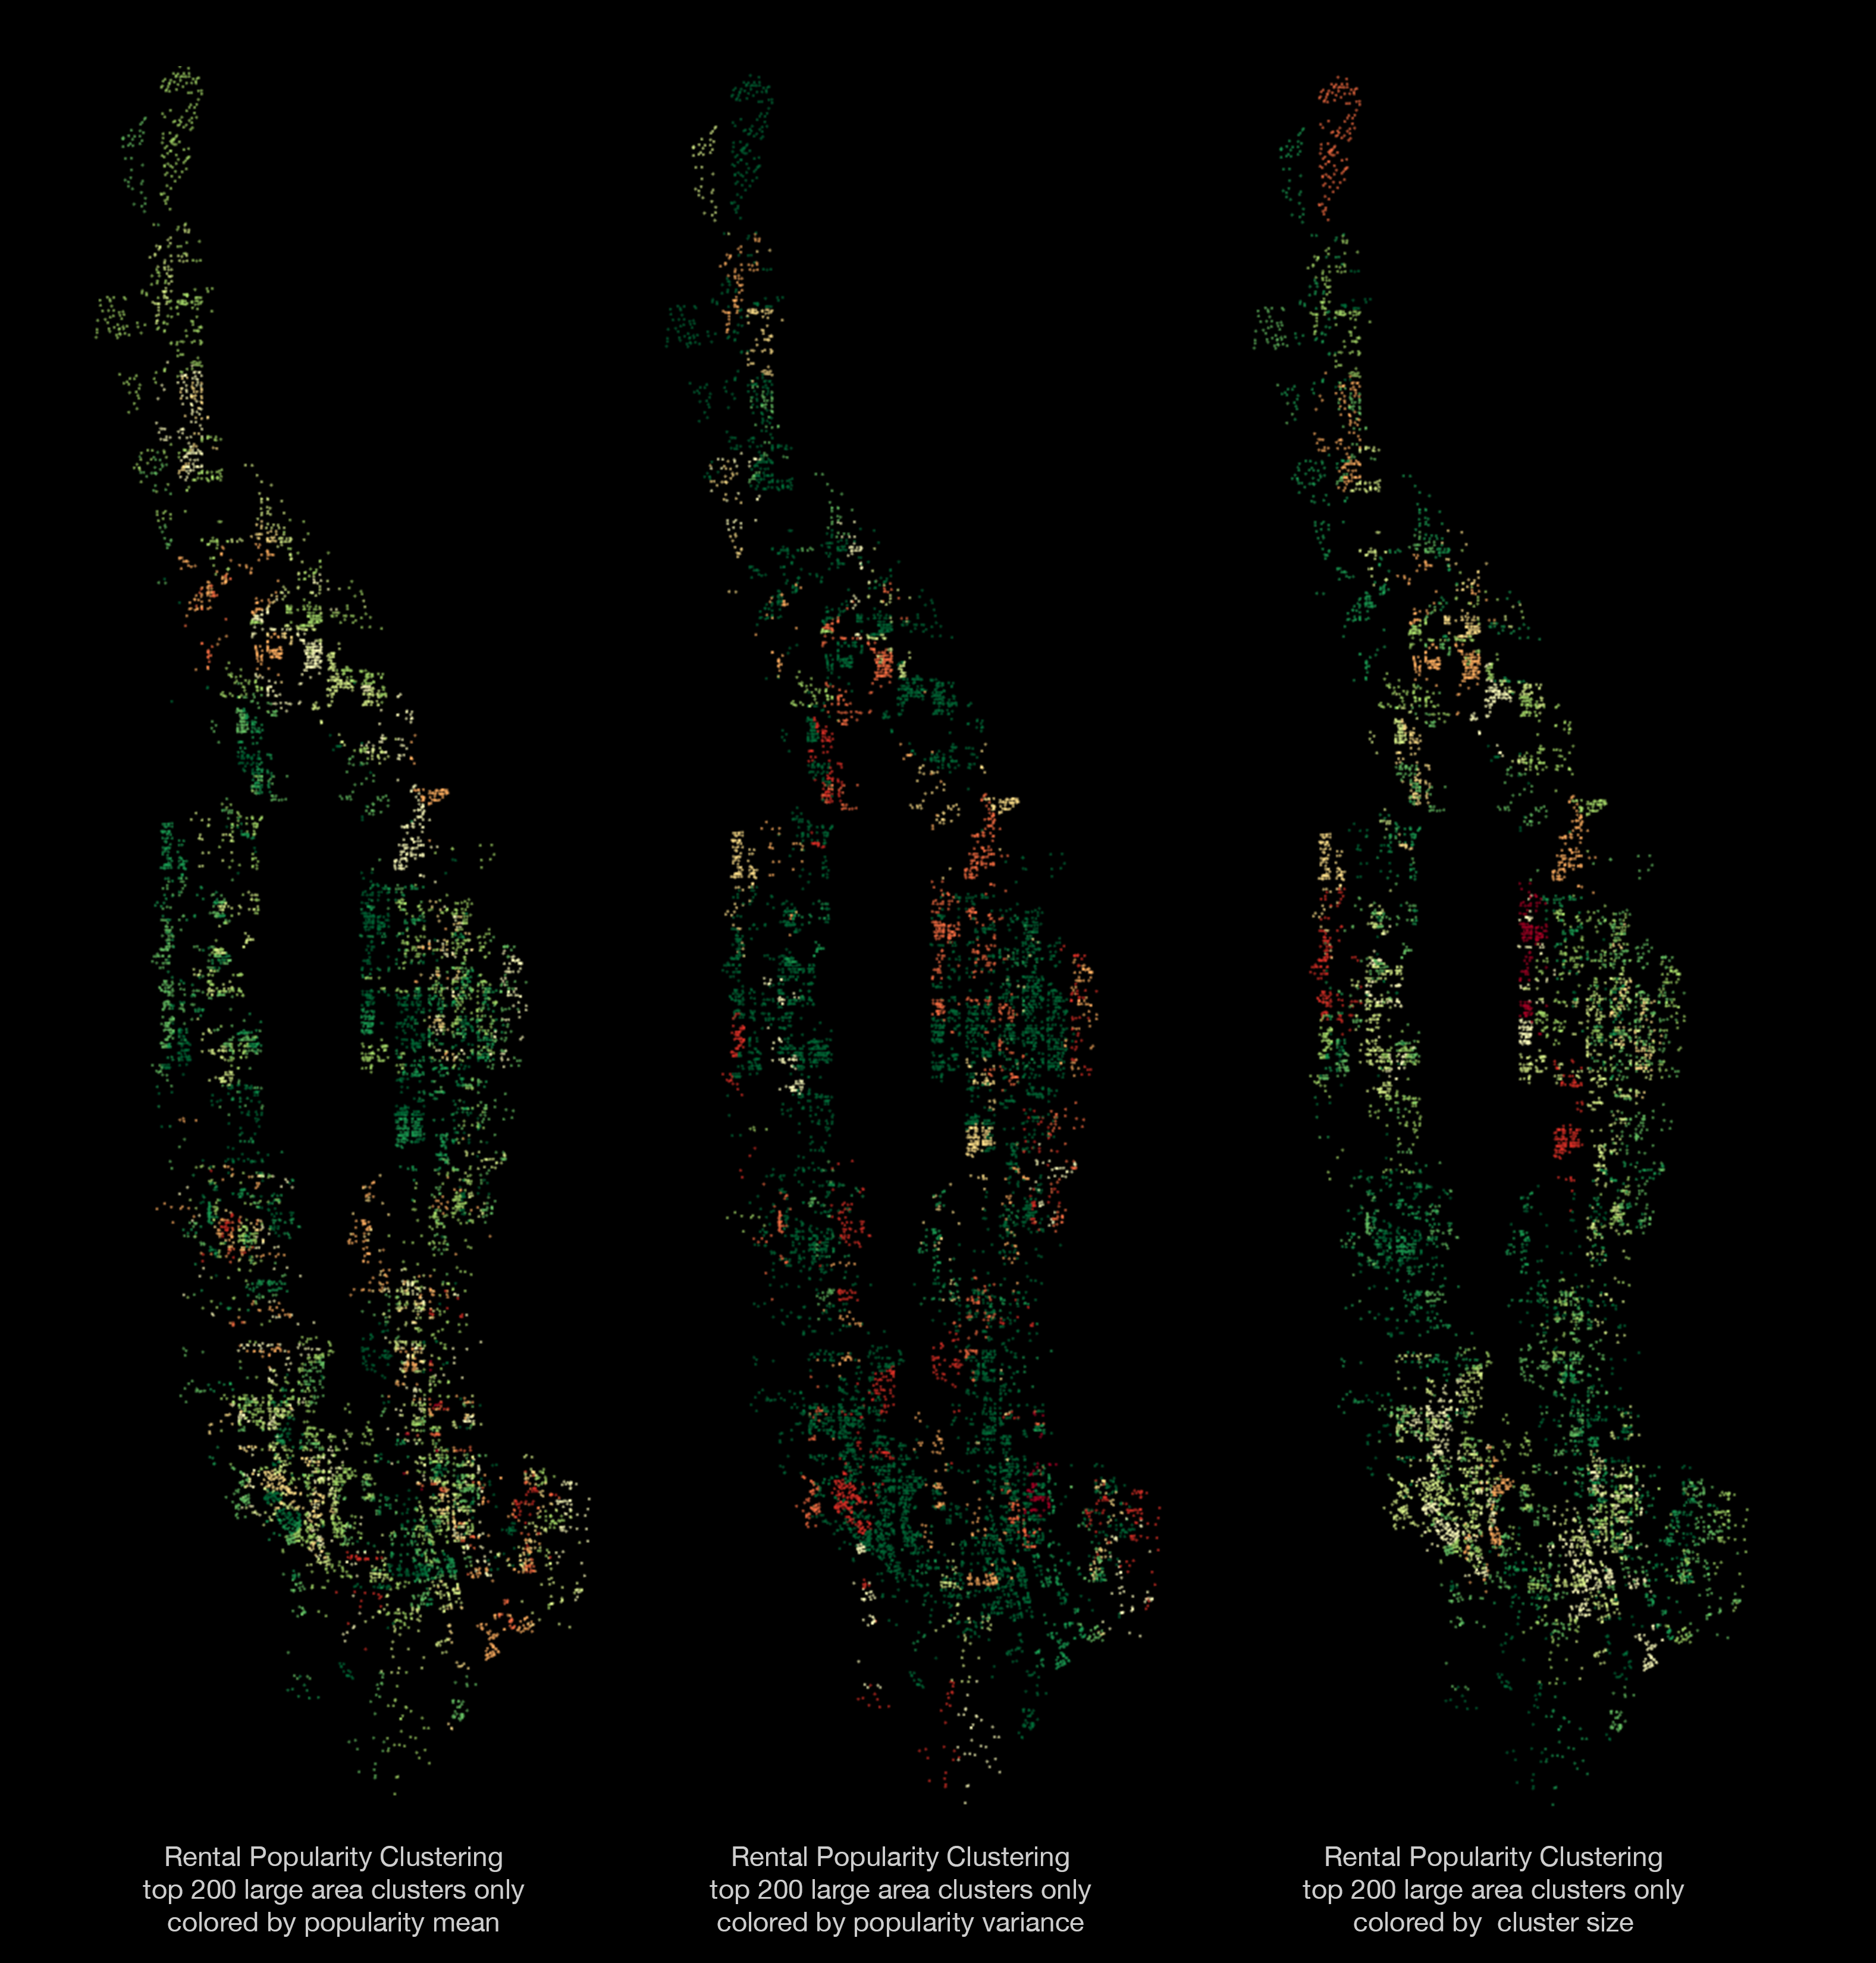 Rental Popularity Clustering
top 200 large area clusters only
colored by popularity mean
Rental Popularity Clustering
top 200 large area clusters only
colored by popularity variance
Rental Popularity Clustering
top 200 large area clusters only
colored by  cluster size